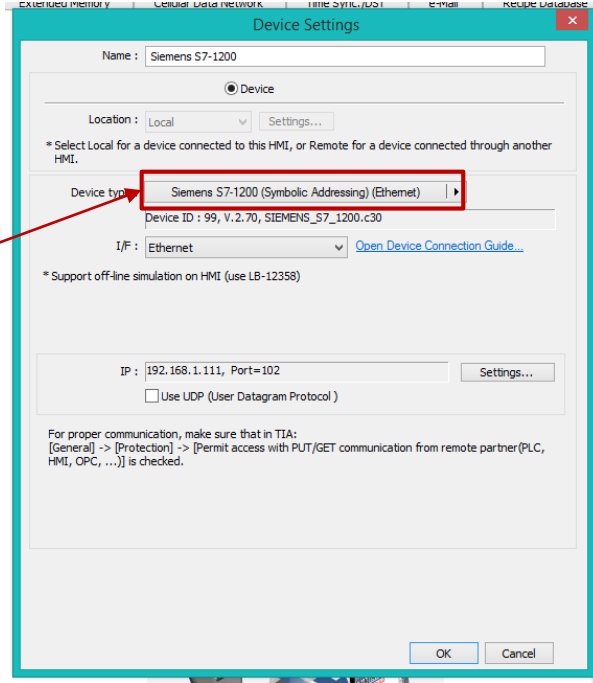 Extended Memory Cellular Data Network Time Sync./DST e-Mail Recipe Database
Device Settings
Name : Siemens S7-1200
Device
Location : Local Settings...
* Select Local for a device connected to this HMI, or Remote for a device connected through another
HMI.
Device type Siemens S7-1200 (Symbolic Addressing) (Ethernet)
Device ID : 99, V.2.70, SIEMENS_S7_1200.c30
I/F : Ethernet Open Device Connection Guide...
* Support off-line simulation on HMI (use LB-12358)
IP : 192.168.1.111, Port=102 Settings...
Use UDP (User Datagram Protocol )
For proper communication, make sure that in TIA:
[General] -> [Protection] -> [Permit access with PUT/GET communication from remote partner(PLC,
HMI, OPC, ...)] is checked.
OK Cancel